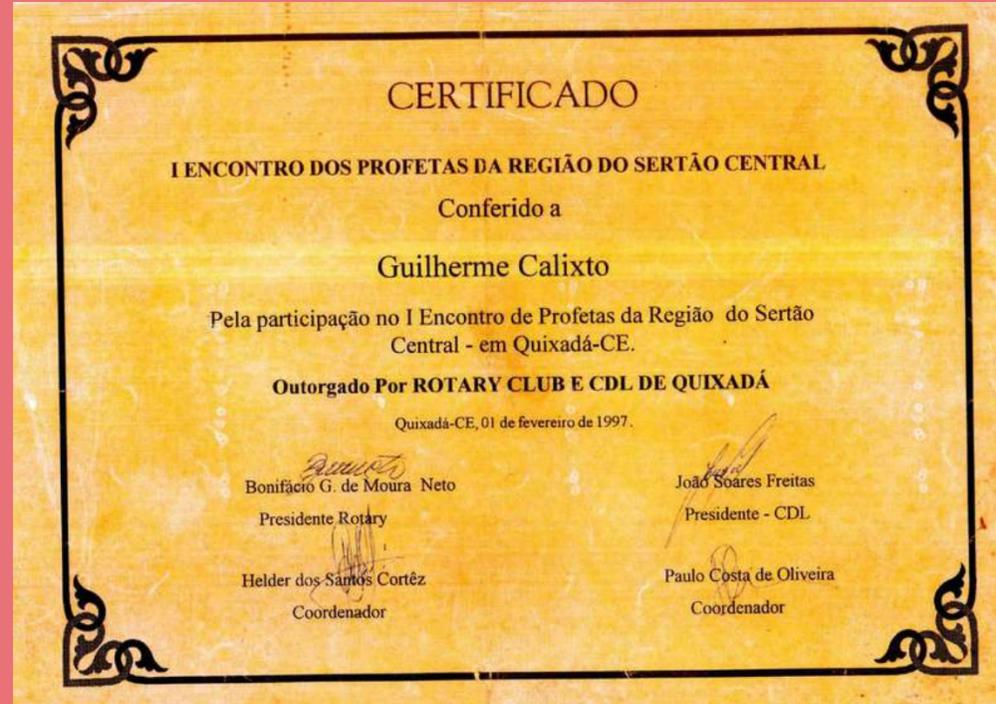 CERTIFICADO
I ENCONTRO DOS PROFETAS DA REGIÃO DO SERTÃO CENTRAL
Conferido a
Guilherme Calixto
Pela participação no I Encontro de Profetas da Região do Sertão
Central - em Quixadá-CE.
Outorgado Por ROTARY CLUB E CDL DE QUIXADÁ
Quixadá-CE, 01 de fevereiro de 1997.
Bonifácio G. de Moura Neto
Presidente Rotary
João Soares Freitas
Presidente - CDL
Helder dos Santos Cortêz
Coordenador
Paulo Costa de Oliveira
Coordenador